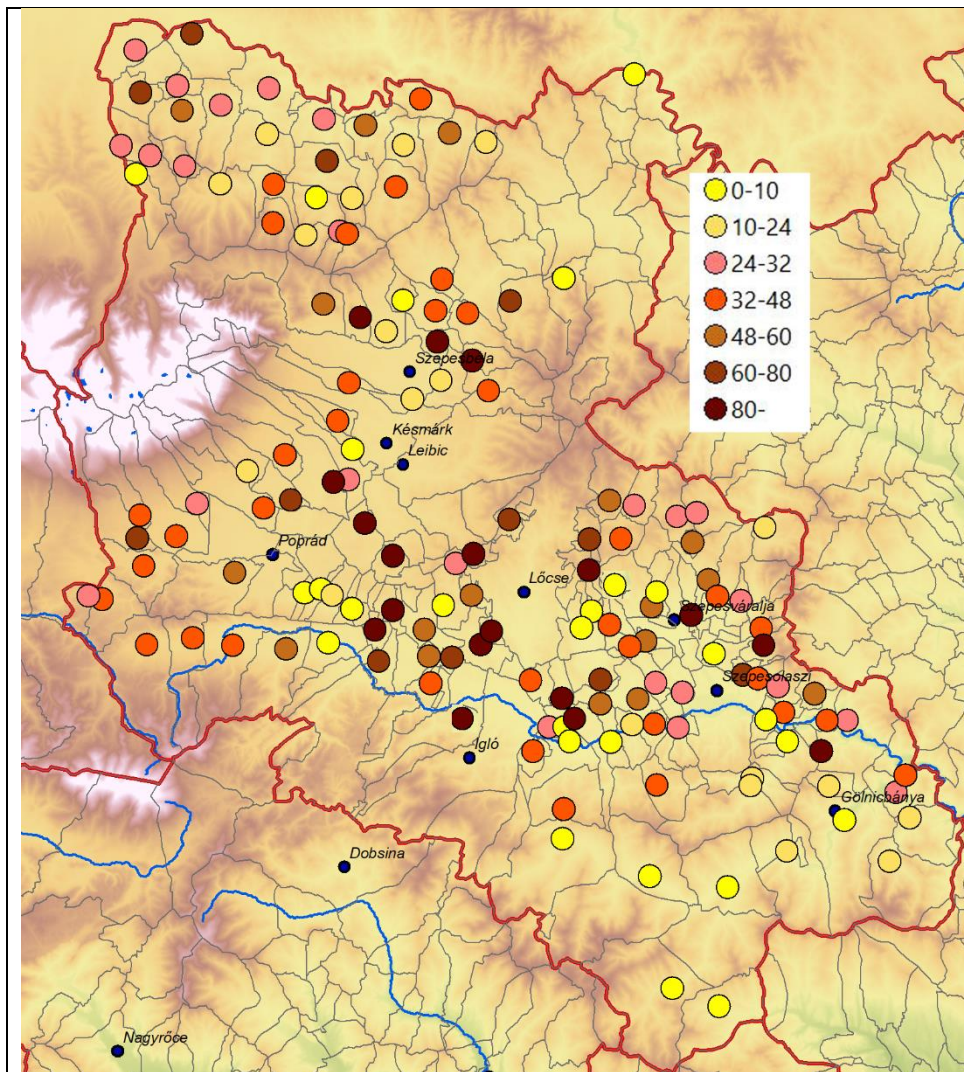 0-10
10-24
24-32
32-48
48-60
60-80
80-
Szepesbéla
Késmárk
Leibic
Poprád
Lőcse
Szepesváralja
Szepesolaszi
Igló
Gölnicbánya
Dobsina
Nagyrőce